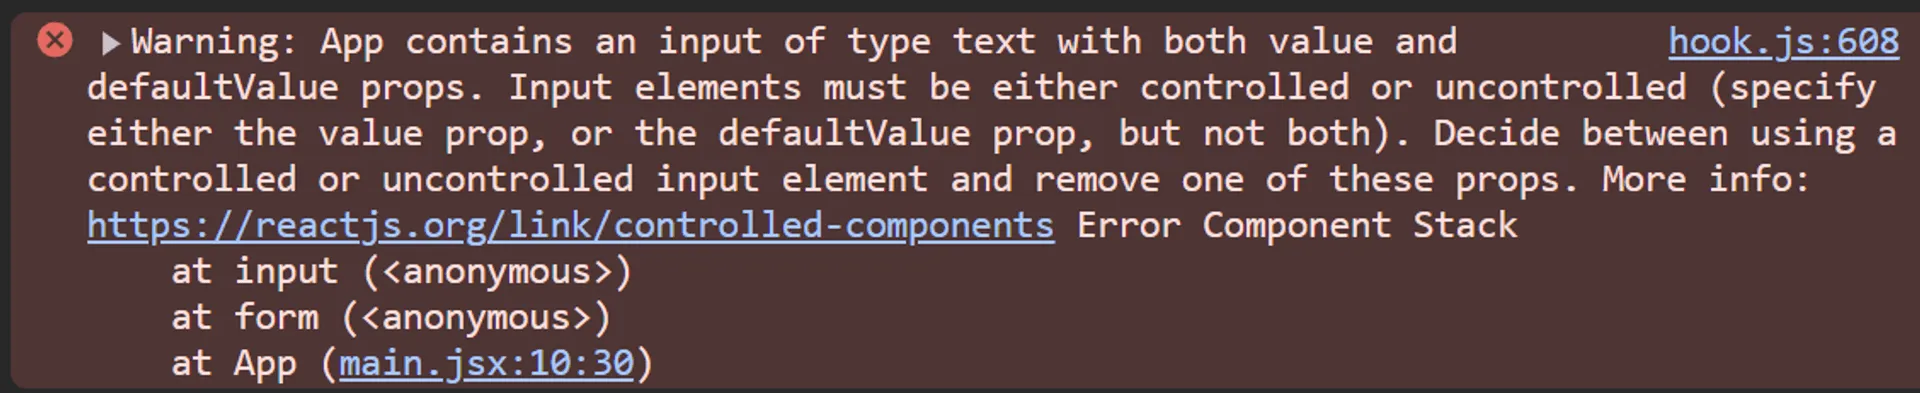 Warning: App contains an input of type text with both value and hook.js:608
defaultValue props. Input elements must be either controlled or uncontrolled (specify
either the value prop, or the defaultValue prop, but not both). Decide between using a
controlled or uncontrolled input element and remove one of these props. More info:
https://reactjs.org/link/controlled-components Error Component Stack
at input (<anonymous>)
at form (<anonymous>)
at App (main.jsx:10:30)